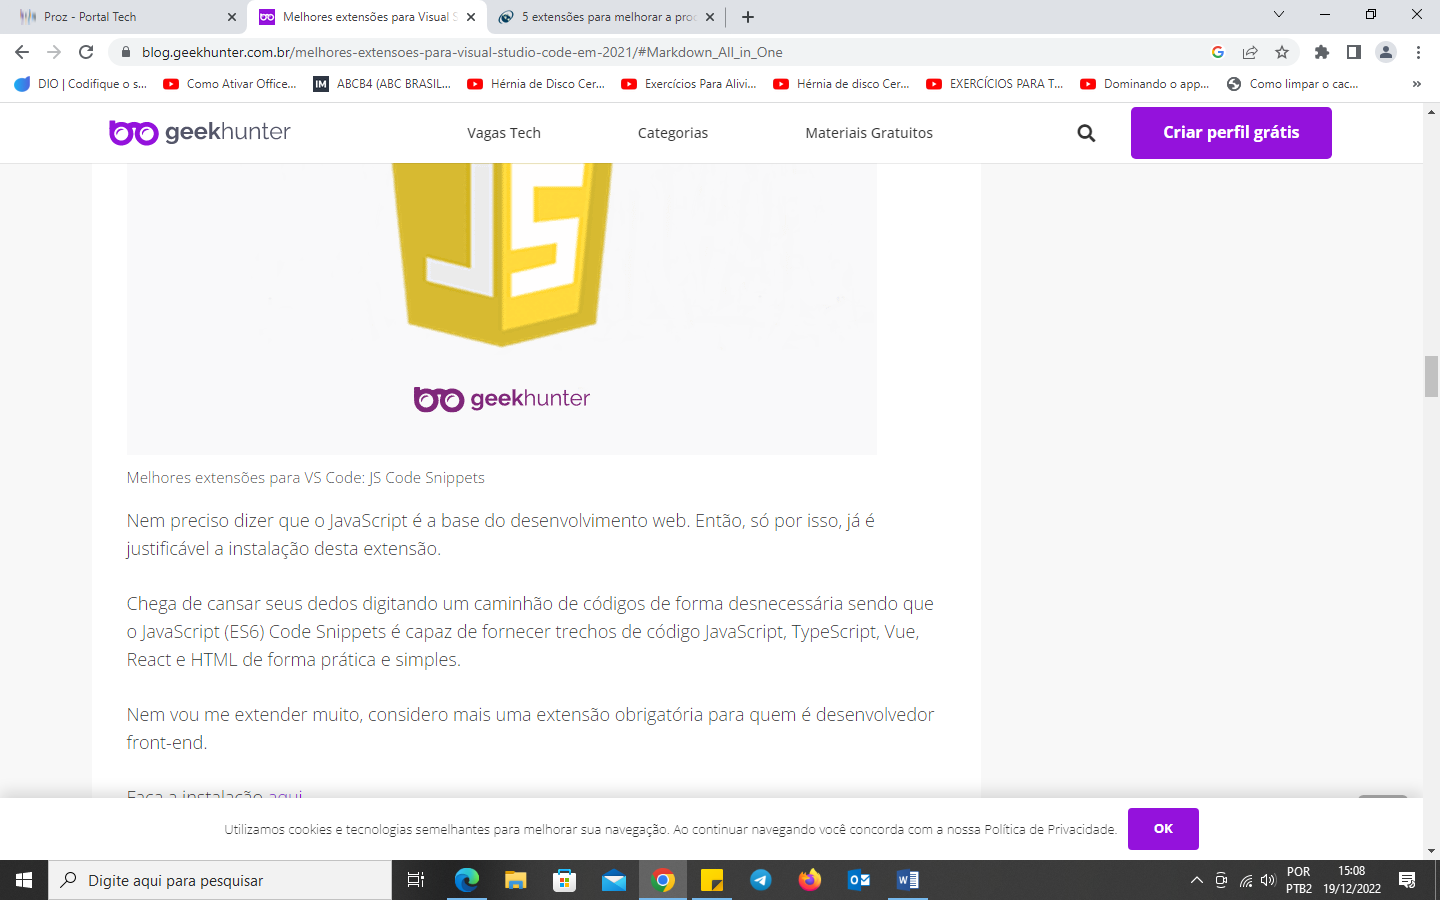 Proz - Portal Tech
Melhores extensões para Visual S
5 extensões para melhorar a proc
blog.geekhunter.com.br/melhores-extensoes-para-visual-studio-code-em-2021/#Markdown_All_in_One
DIO | Codifique o s...
Como Ativar Office...
IM
ABCB4 (ABC BRASIL...
Hérnia de Disco Cer...
Exercícios Para Alivi...
Hérnia de disco Cer...
EXERCÍCIOS PARA T...
Dominando o app...
Como limpar o cac...
geekhunter
Vagas Tech
Categorias
Materiais Gratuitos
Criar perfil grátis
JS
geekhunter
Melhores extensões para VS Code: JS Code Snippets
Nem preciso dizer que o JavaScript é a base do desenvolvimento web. Então, só por isso, já é
justificável a instalação desta extensão.
Chega de cansar seus dedos digitando um caminhão de códigos de forma desnecessária sendo que
o JavaScript (ES6) Code Snippets é capaz de fornecer trechos de código JavaScript, TypeScript, Vue,
React e HTML de forma prática e simples.
Nem vou me extender muito, considero mais uma extensão obrigatória para quem é desenvolvedor
front-end.
Faça a instalação aqui
Utilizamos cookies e tecnologias semelhantes para melhorar sua navegação. Ao continuar navegando você concorda com a nossa Política de Privacidade.
OK
Digite aqui para pesquisar
POR
PTB2
15:08
19/12/2022